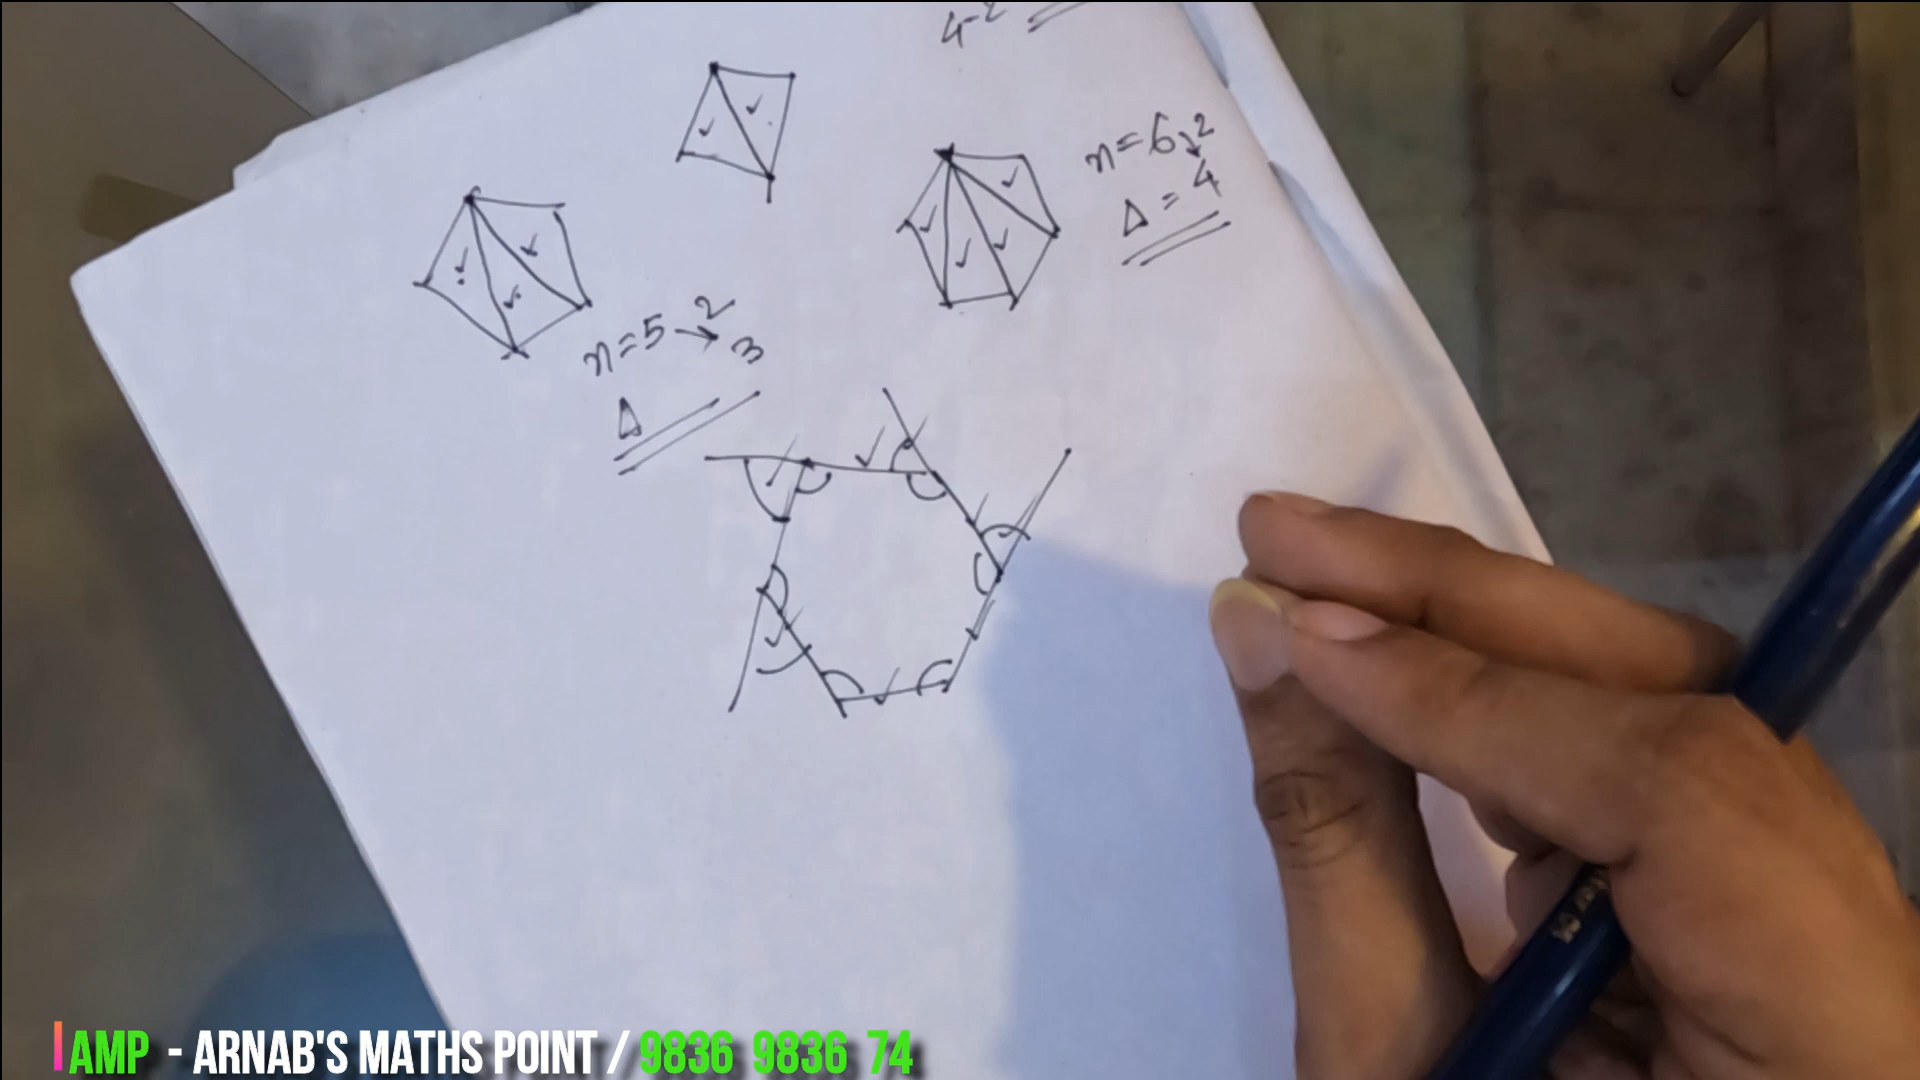 4-2
n=6, 2
Δ = 4
n=5 → 2
3
Δ
AMP - ARNAB'S MATHS POINT / 9836 9836 74